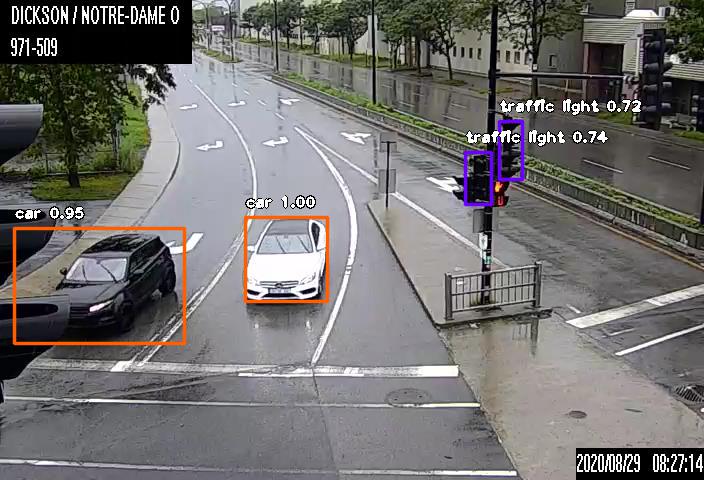 DICKSON / NOTRE-DAME O
971-509
traffic light 0.72
traffic light 0.74
car 1.00
car 0.95
2020/08/29 08:27:14